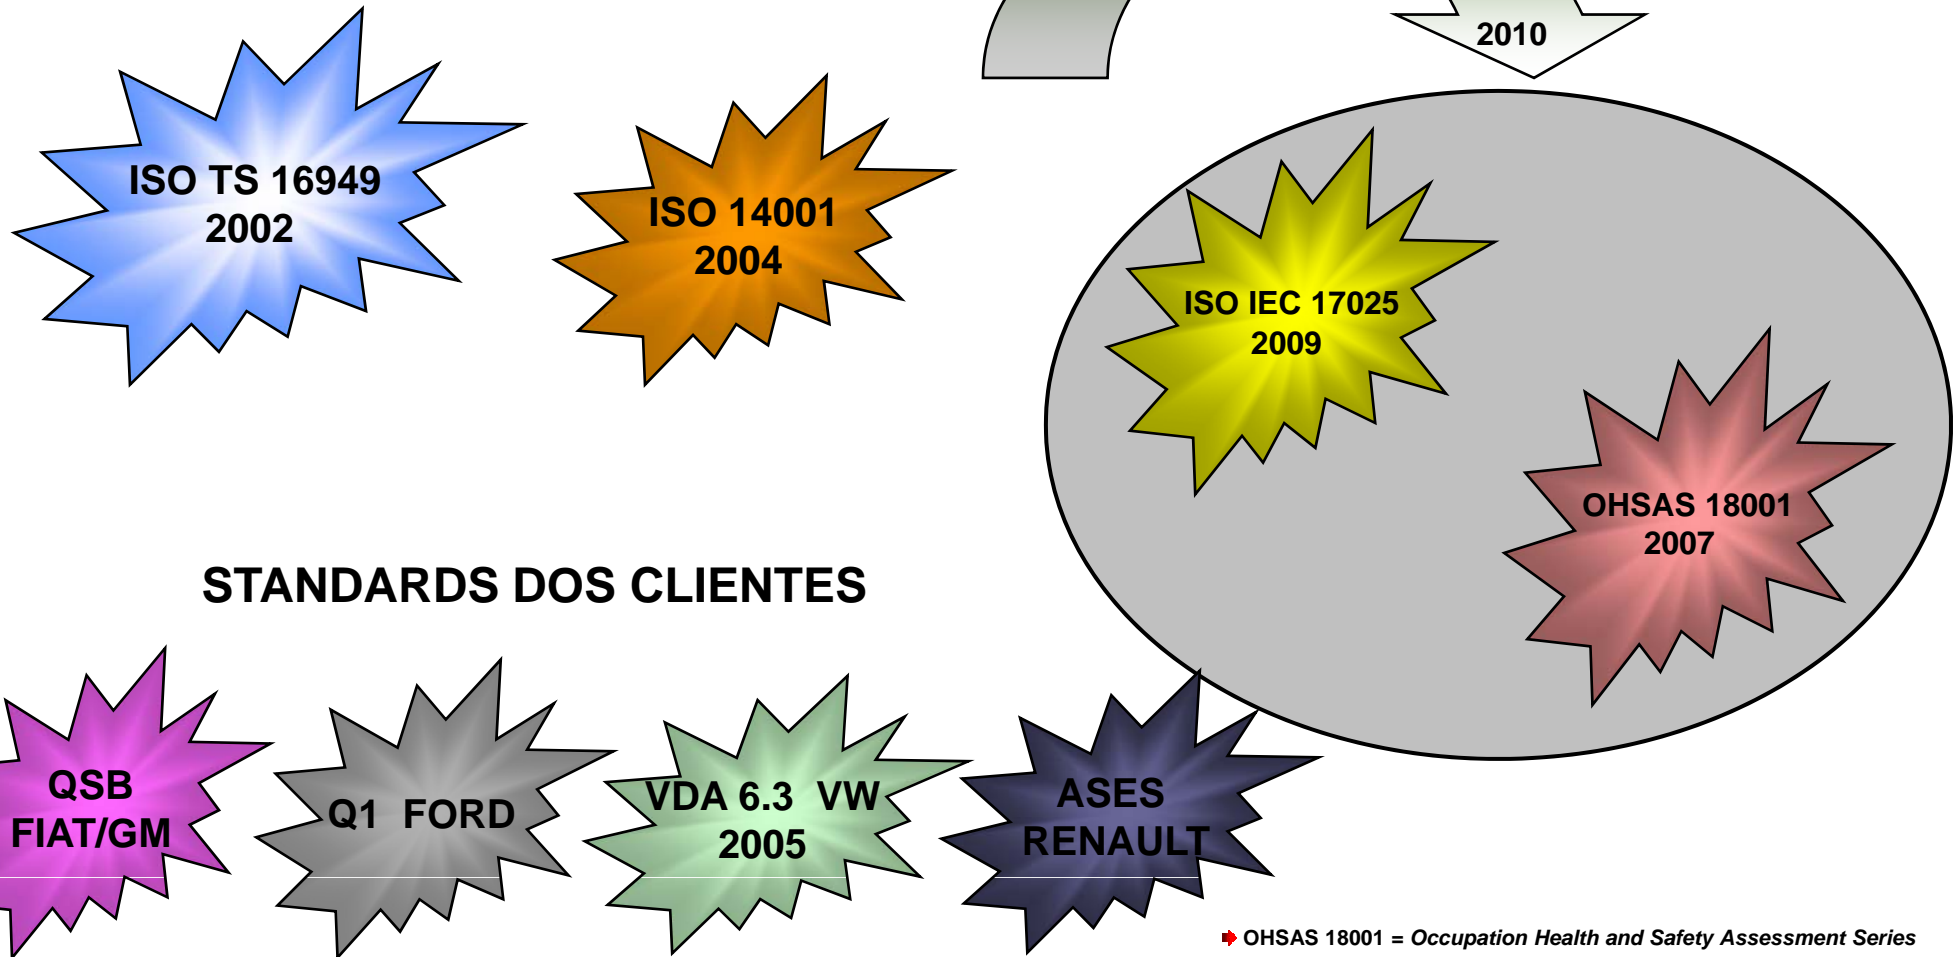 2010
ISO TS 16949
2002
ISO 14001
2004
ISO IEC 17025
2009
OHSAS 18001
2007
STANDARDS DOS CLIENTES
QSB
FIAT/GM
Q1 FORD
VDA 6.3 VW
2005
ASES
RENAULT
OHSAS 18001 = Occupation Health and Safety Assessment Series